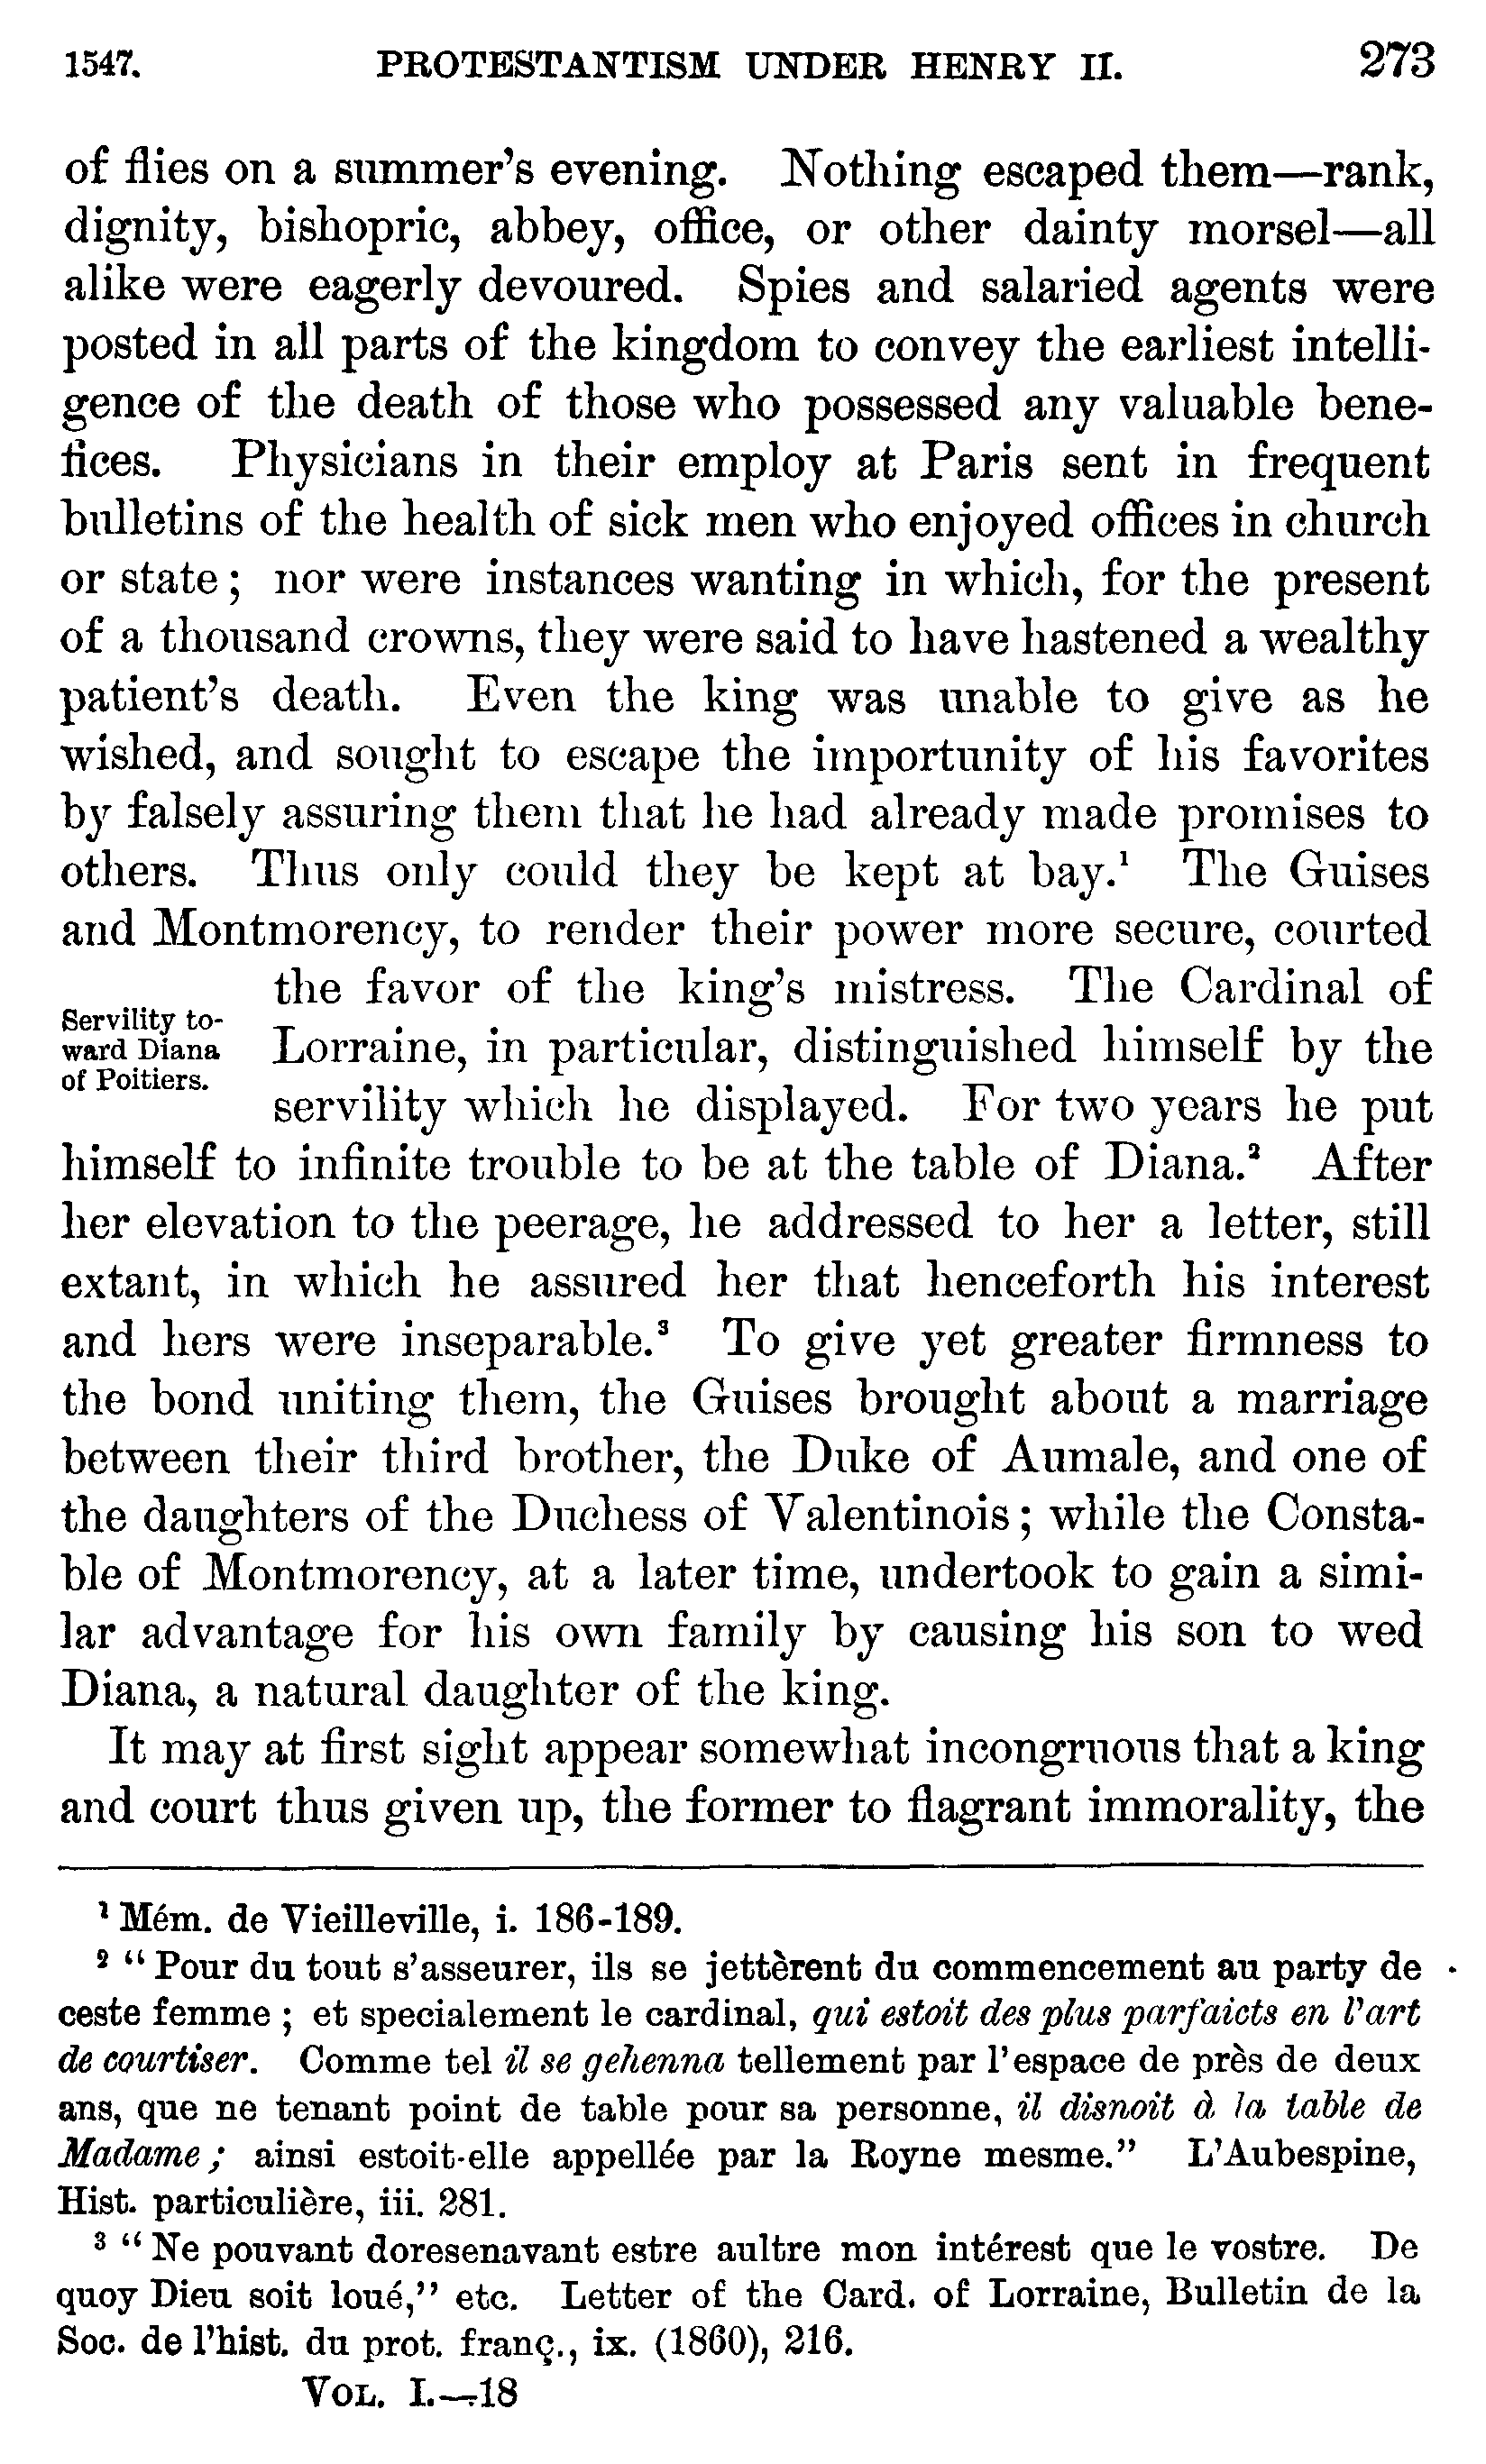 1547. PROTESTANTISM UNDER HENRY II. 273
of flies on a summer's evening. Nothing escaped them—rank,
dignity, bishopric, abbey, office, or other dainty morsel—all
alike were eagerly devoured. Spies and salaried agents were
posted in all parts of the kingdom to convey the earliest intelli-
gence of the death of those who possessed any valuable bene-
fices. Physicians in their employ at Paris sent in frequent
bulletins of the health of sick men who enjoyed offices in church
or state; nor were instances wanting in which, for the present
of a thousand crowns, they were said to have hastened a wealthy
patient's death. Even the king was unable to give as he
wished, and sought to escape the importunity of his favorites
by falsely assuring them that he had already made promises to
others. Thus only could they be kept at bay.¹ The Guises
and Montmorency, to render their power more secure, courted
the favor of the king's mistress. The Cardinal of
Servility to-
ward Diana
of Poitiers.
Lorraine, in particular, distinguished himself by the
servility which he displayed. For two years he put
himself to infinite trouble to be at the table of Diana.² After
her elevation to the peerage, he addressed to her a letter, still
extant, in which he assured her that henceforth his interest
and hers were inseparable.³ To give yet greater firmness to
the bond uniting them, the Guises brought about a marriage
between their third brother, the Duke of Aumale, and one of
the daughters of the Duchess of Valentinois; while the Consta-
ble of Montmorency, at a later time, undertook to gain a simi-
lar advantage for his own family by causing his son to wed
Diana, a natural daughter of the king.
It may at first sight appear somewhat incongruous that a king
and court thus given up, the former to flagrant immorality, the
¹ Mém. de Vieilleville, i. 186-189.
² "Pour du tout s'asseurer, ils se jettèrent du commencement au party de
ceste femme; et specialement le cardinal, qui estoit des plus parfaicts en l'art
de courtiser. Comme tel il se gehenna tellement par l'espace de près de deux
ans, que ne tenant point de table pour sa personne, il disnoit à la table de
Madame; ainsi estoit-elle appellée par la Royne mesme." L'Aubespine,
Hist. particulière, iii. 281.
³ "Ne pouvant doresenavant estre aultre mon intérest que le vostre. De
quoy Dieu soit loué," etc. Letter of the Card. of Lorraine, Bulletin de la
Soc. de l'hist. du prot. franç., ix. (1860), 216.
VOL. I.—18